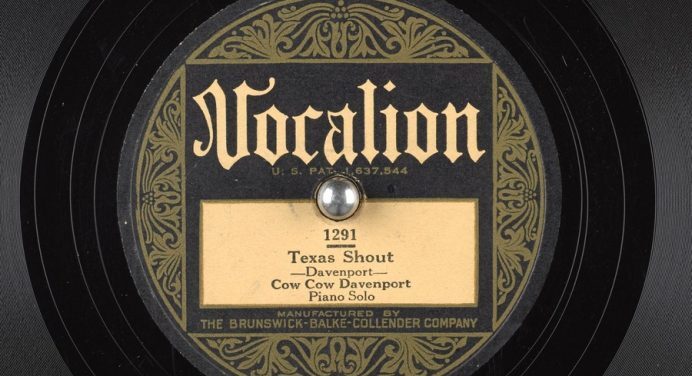 Vocalion
U. S. PAT. 1,637,544
1291
Texas Shout
—Davenport—
Cow Cow Davenport
Piano Solo
MANUFACTURED BY
THE BRUNSWICK-BALKE-COLLENDER COMPANY